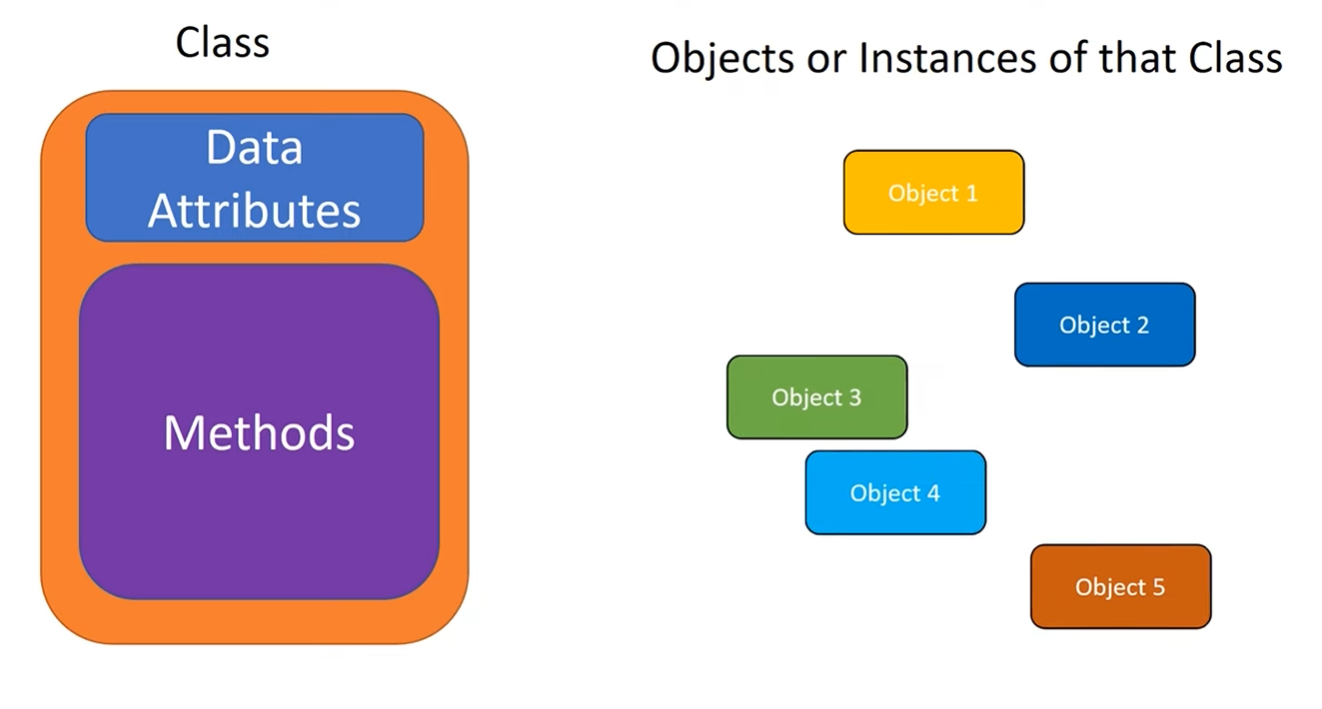 Class
Objects or Instances of that Class
Data
Attributes
Methods
Object 1
Object 2
Object 3
Object 4
Object 5